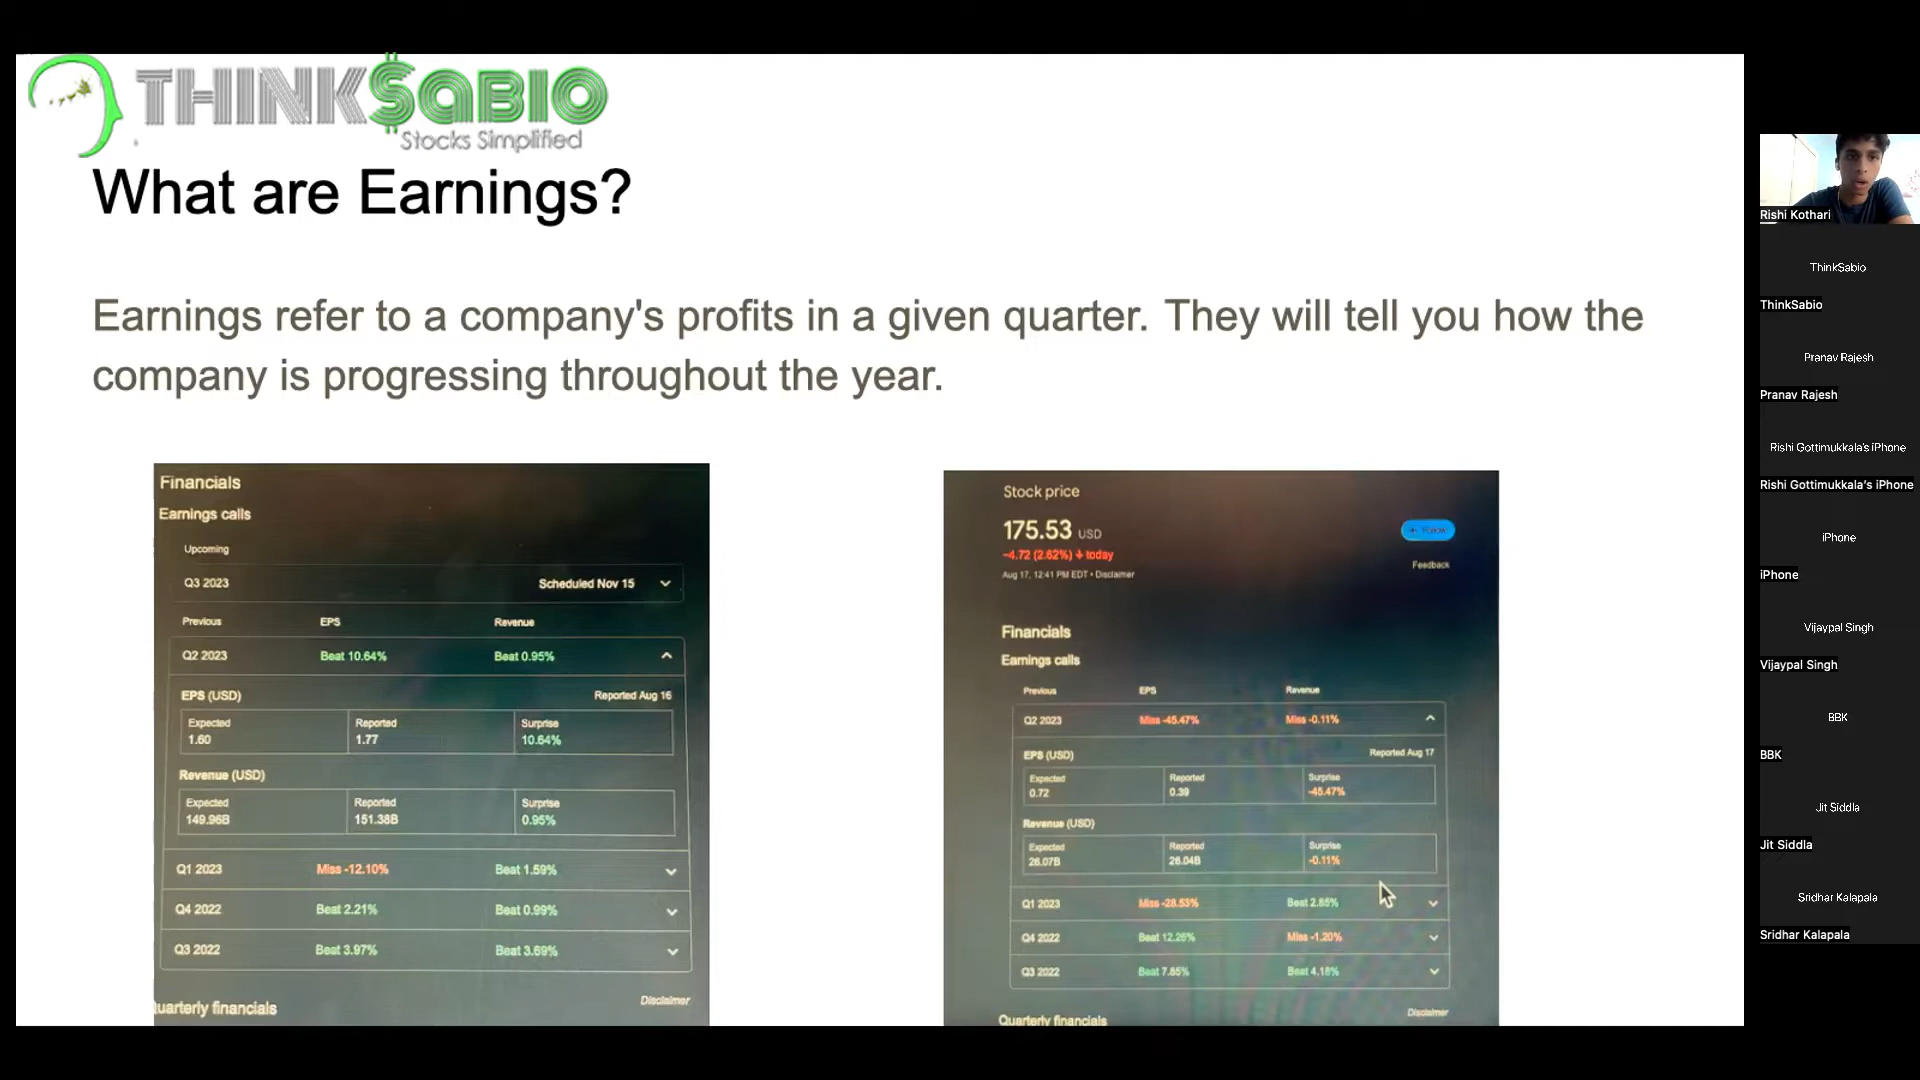 THINK$ABIO
Stocks Simplified
What are Earnings?
Earnings refer to a company's profits in a given quarter. They will tell you how the
company is progressing throughout the year.
Financials
Earnings calls
Upcoming
Q3 2023 Scheduled Nov 15
Previous EPS Revenue
Q2 2023 Beat 10.64% Beat 0.95%
EPS (USD) Reported Aug 16
Expected Reported Surprise
1.60 1.77 10.64%
Revenue (USD)
Expected Reported Surprise
149.96B 151.38B 0.95%
Q1 2023 Miss -12.10% Beat 1.59%
Q4 2022 Beat 2.21% Beat 0.99%
Q3 2022 Beat 3.97% Beat 3.69%
Disclaimer
uarterly financials
Stock price
175.53 USD
-4.72 (2.62%) ↓ today
Aug 17, 12:41 PM EDT • Disclaimer
+ Follow
Feedback
Financials
Earnings calls
Previous EPS Revenue
Q2 2023 Miss -45.47% Miss -0.11%
EPS (USD) Reported Aug 17
Expected Reported Surprise
0.72 0.39 -45.47%
Revenue (USD)
Expected Reported Surprise
26.07B 26.04B -0.11%
Q1 2023 Miss -28.53% Beat 2.85%
Q4 2022 Beat 12.26% Miss -1.20%
Q3 2022 Beat 7.85% Beat 4.18%
Disclaimer
Quarterly financials
Rishi Kothari
ThinkSabio
ThinkSabio
Pranav Rajesh
Pranav Rajesh
Rishi Gottimukkala's iPhone
Rishi Gottimukkala's iPhone
iPhone
iPhone
Vijaypal Singh
Vijaypal Singh
BBK
BBK
Jit Siddla
Jit Siddla
Sridhar Kalapala
Sridhar Kalapala